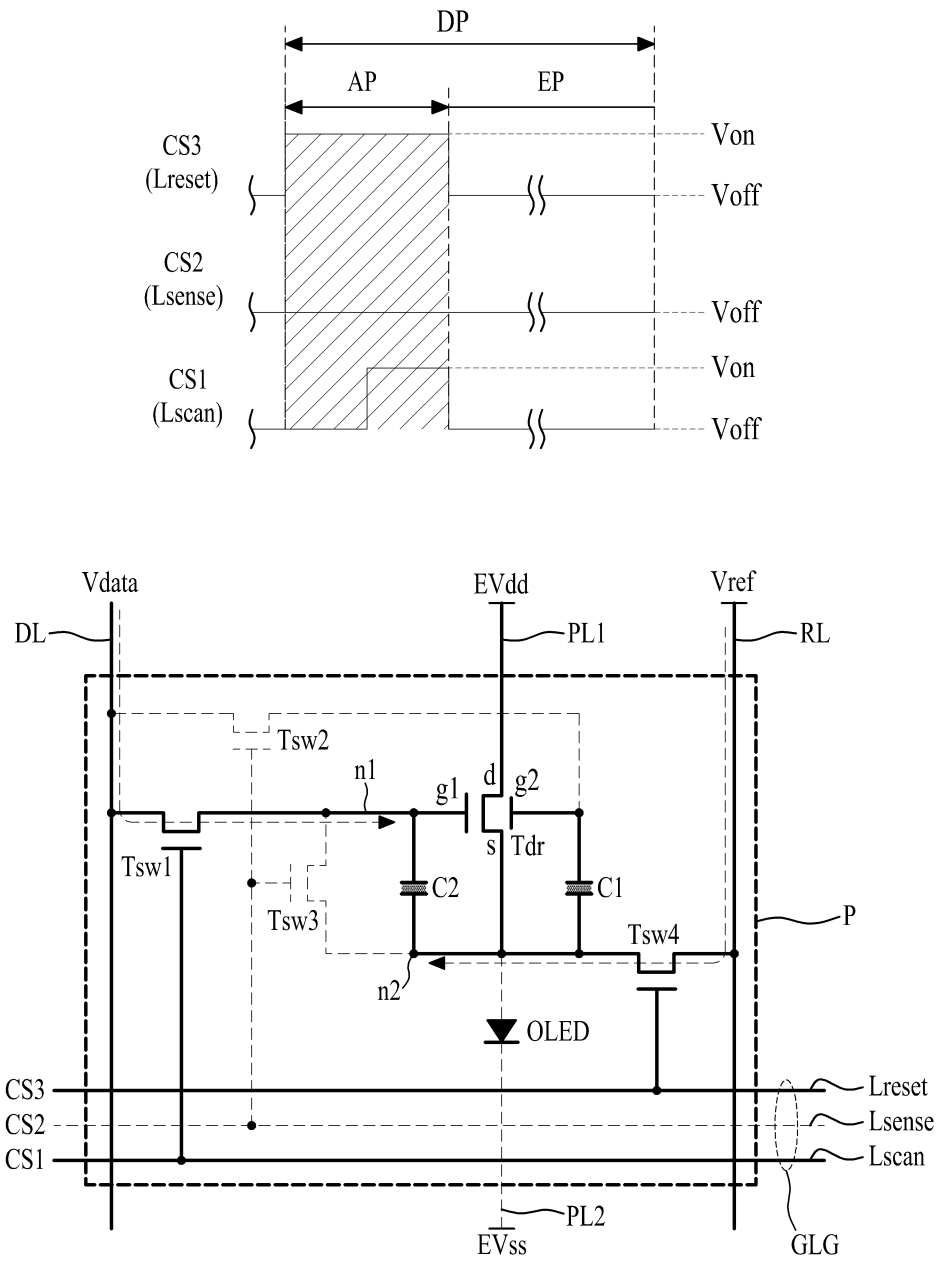 DP
AP EP
CS3
(Lreset)
Von
Voff
CS2
(Lsense)
Voff
CS1
(Lscan)
Von
Voff
Vdata EVdd Vref
DL PL1 RL
Tsw2
n1 g1 d g2
s Tdr
Tsw1
C2 C1
Tsw3
Tsw4 P
n2
OLED
CS3 Lreset
CS2 Lsense
CS1 Lscan
PL2
EVss GLG